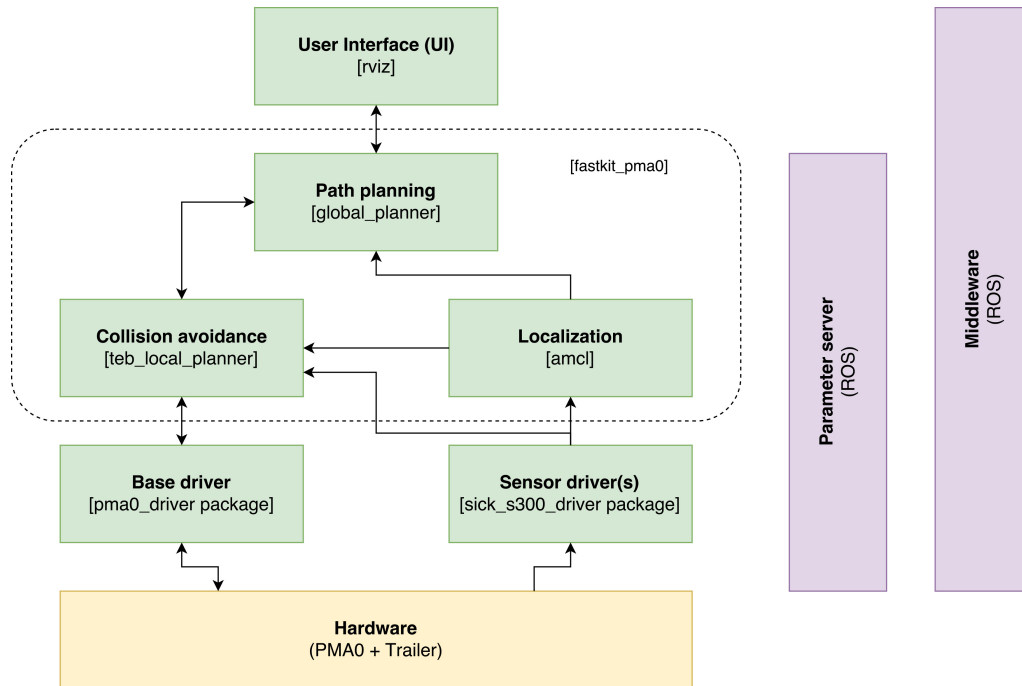 User Interface (UI)
[rviz]
[fastkit_pma0]
Path planning
[global_planner]
Collision avoidance
[teb_local_planner]
Localization
[amcl]
Base driver
[pma0_driver package]
Sensor driver(s)
[sick_s300_driver package]
Hardware
(PMA0 + Trailer)
Parameter server
(ROS)
Middleware
(ROS)